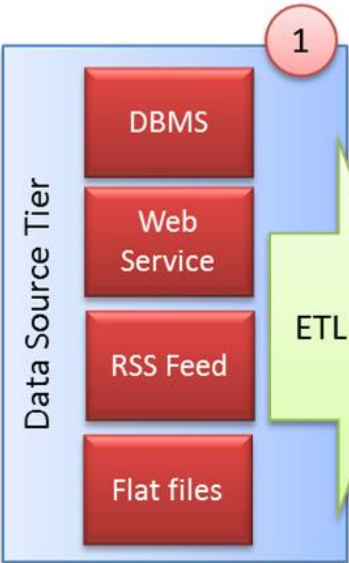 1
Data Source Tier
DBMS
Web
Service
RSS Feed
Flat files
ETL